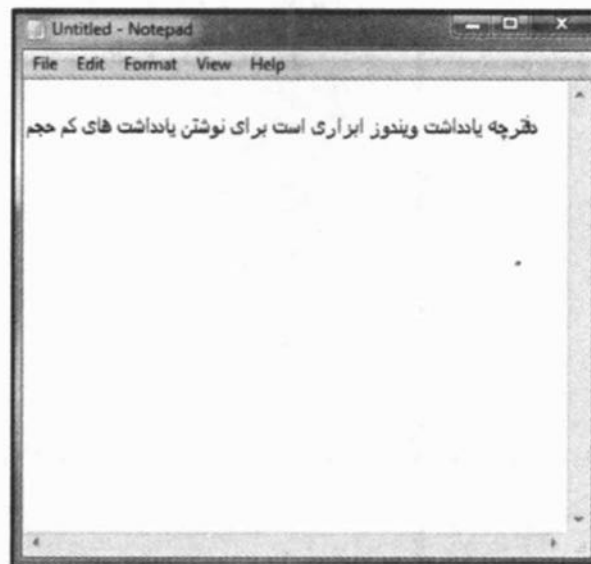 Untitled - Notepad
File Edit Format View Help
دفترچه یادداشت ویندوز ابزاری است برای نوشتن یادداشت های کم حجم